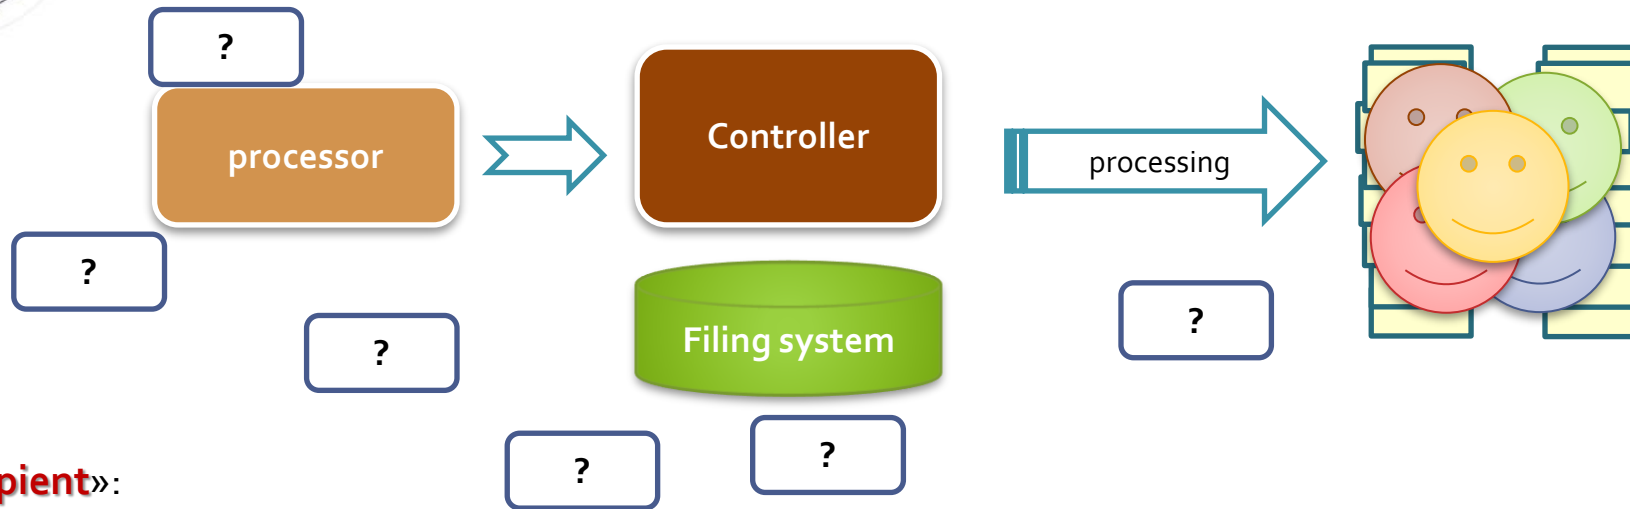 ?
processor
Controller
processing
?
?
?
Filing system
?
?
pient»: